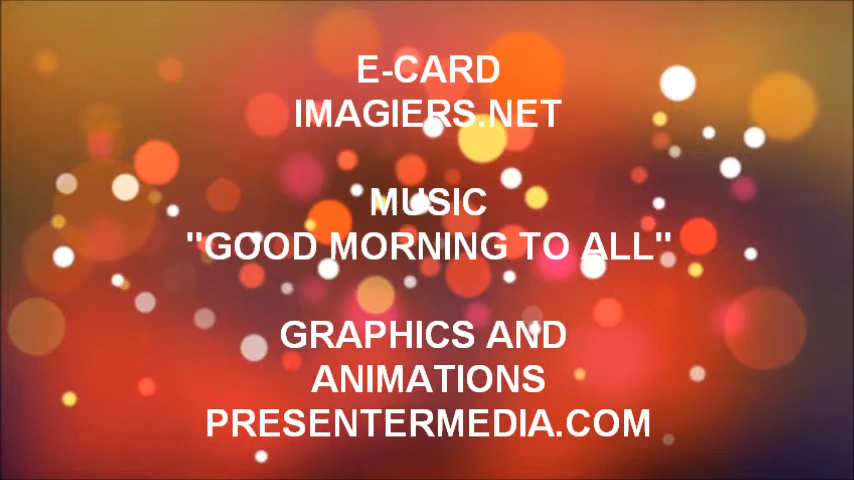 E-CARD
IMAGIERS.NET
MUSIC
"GOOD MORNING TO ALL"
GRAPHICS AND
ANIMATIONS
PRESENTERMEDIA.COM